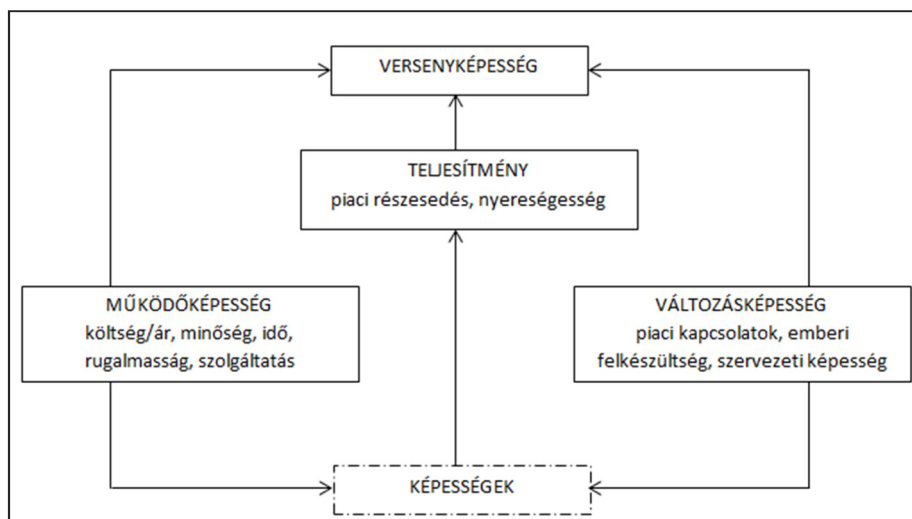 VERSENYKÉPESSÉG
TELJESÍTMÉNY
piaci részesedés, nyereségesség
MŰKÖDŐKÉPESSÉG
költség/ár, minőség, idő,
rugalmasság, szolgáltatás
VÁLTOZÁSKÉPESSÉG
piaci kapcsolatok, emberi
felkészültség, szervezeti képesség
KÉPESSÉGEK